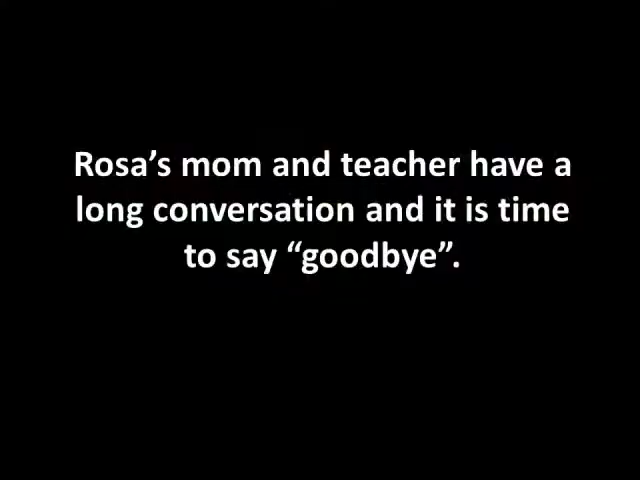 Rosa’s mom and teacher have a
long conversation and it is time
to say “goodbye”.